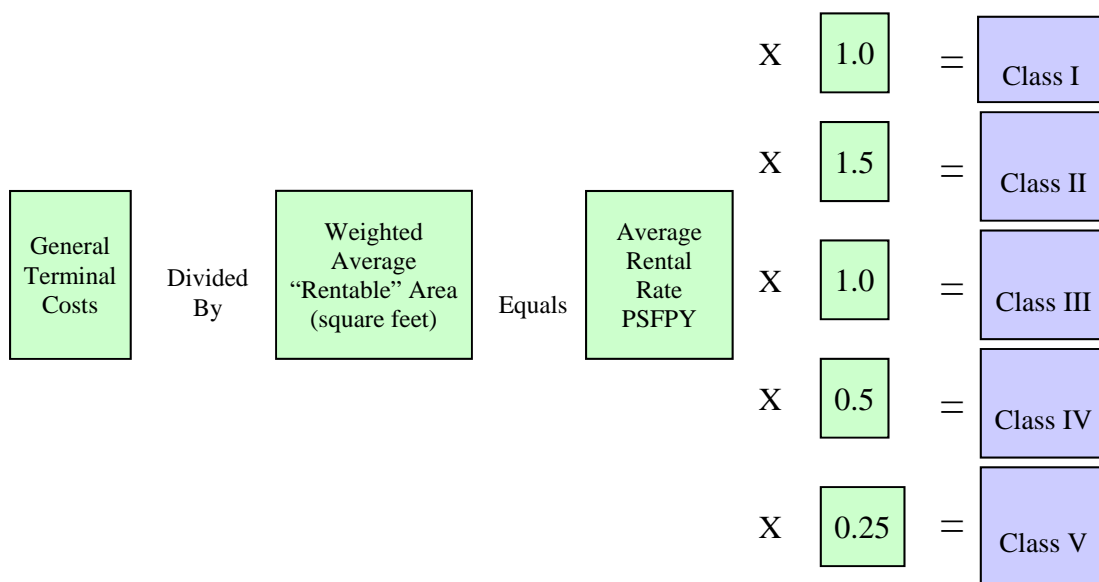 General
Terminal
Costs
Divided
By
Weighted
Average
“Rentable” Area
(square feet)
Equals
Average
Rental
Rate
PSFPY
X 1.0 = Class I
X 1.5 = Class II
X 1.0 = Class III
X 0.5 = Class IV
X 0.25 = Class V